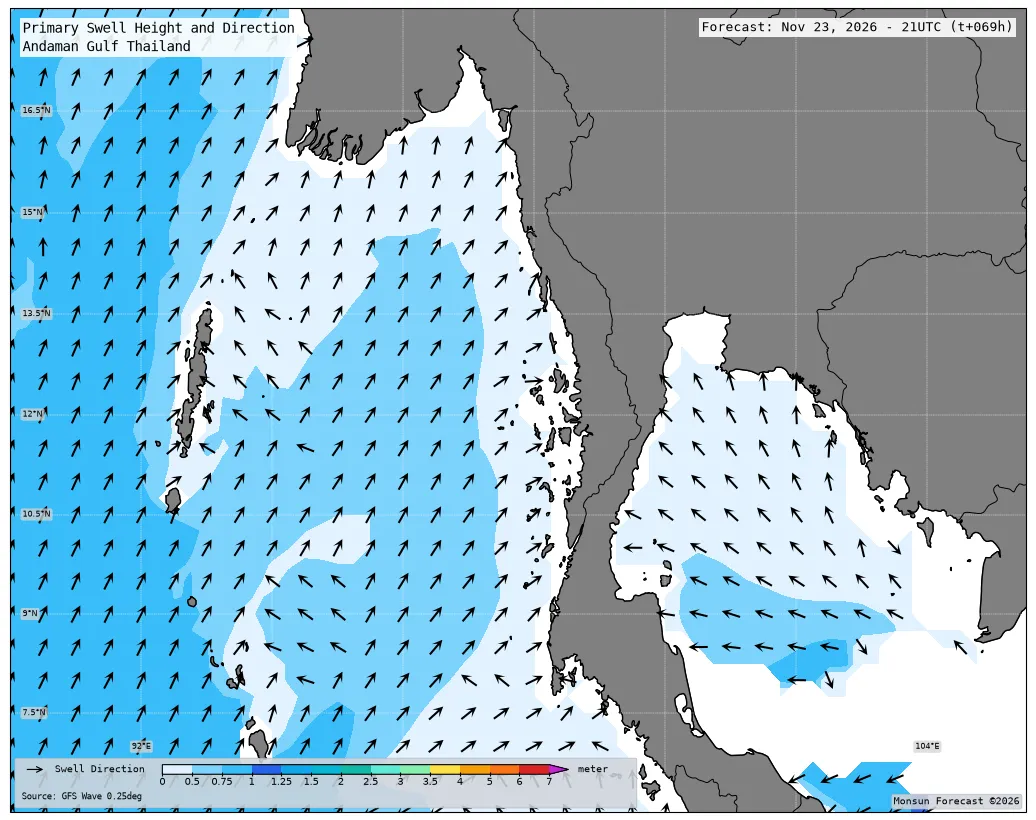 Primary Swell Height and Direction
Andaman Gulf Thailand
Forecast: Nov 23, 2026 - 21UTC (t+069h)
16.5°N
15°N
13.5°N
12°N
10.5°N
9°N
7.5°N
92°E
104°E
Swell Direction
0 0.5 0.75 1 1.25 1.5 2 2.5 3 3.5 4 5 6 7
meter
Source: GFS Wave 0.25deg
Monsun Forecast ©2026